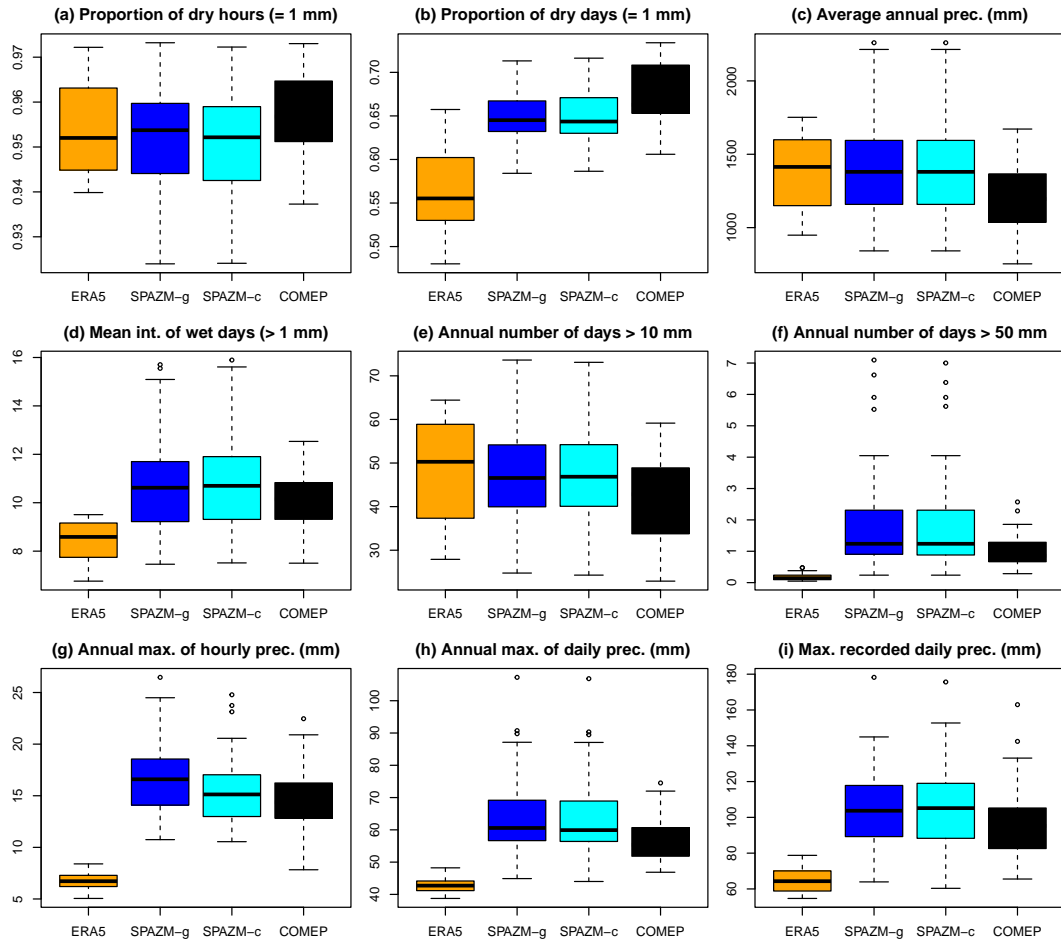 (a) Proportion of dry hours (= 1 mm)
0.97
0.96
0.95
0.94
0.93
ERA5 SPAZM−g SPAZM−c COMEP
(b) Proportion of dry days (= 1 mm)
0.70
0.65
0.60
0.55
0.50
ERA5 SPAZM−g SPAZM−c COMEP
(c) Average annual prec. (mm)
2000
1500
1000
ERA5 SPAZM−g SPAZM−c COMEP
(d) Mean int. of wet days (> 1 mm)
16
14
12
10
8
ERA5 SPAZM−g SPAZM−c COMEP
(e) Annual number of days > 10 mm
70
60
50
40
30
ERA5 SPAZM−g SPAZM−c COMEP
(f) Annual number of days > 50 mm
7
6
5
4
3
2
1
0
ERA5 SPAZM−g SPAZM−c COMEP
(g) Annual max. of hourly prec. (mm)
25
20
15
10
5
ERA5 SPAZM−g SPAZM−c COMEP
(h) Annual max. of daily prec. (mm)
100
90
80
70
60
50
40
ERA5 SPAZM−g SPAZM−c COMEP
(i) Max. recorded daily prec. (mm)
180
160
140
120
100
80
60
ERA5 SPAZM−g SPAZM−c COMEP